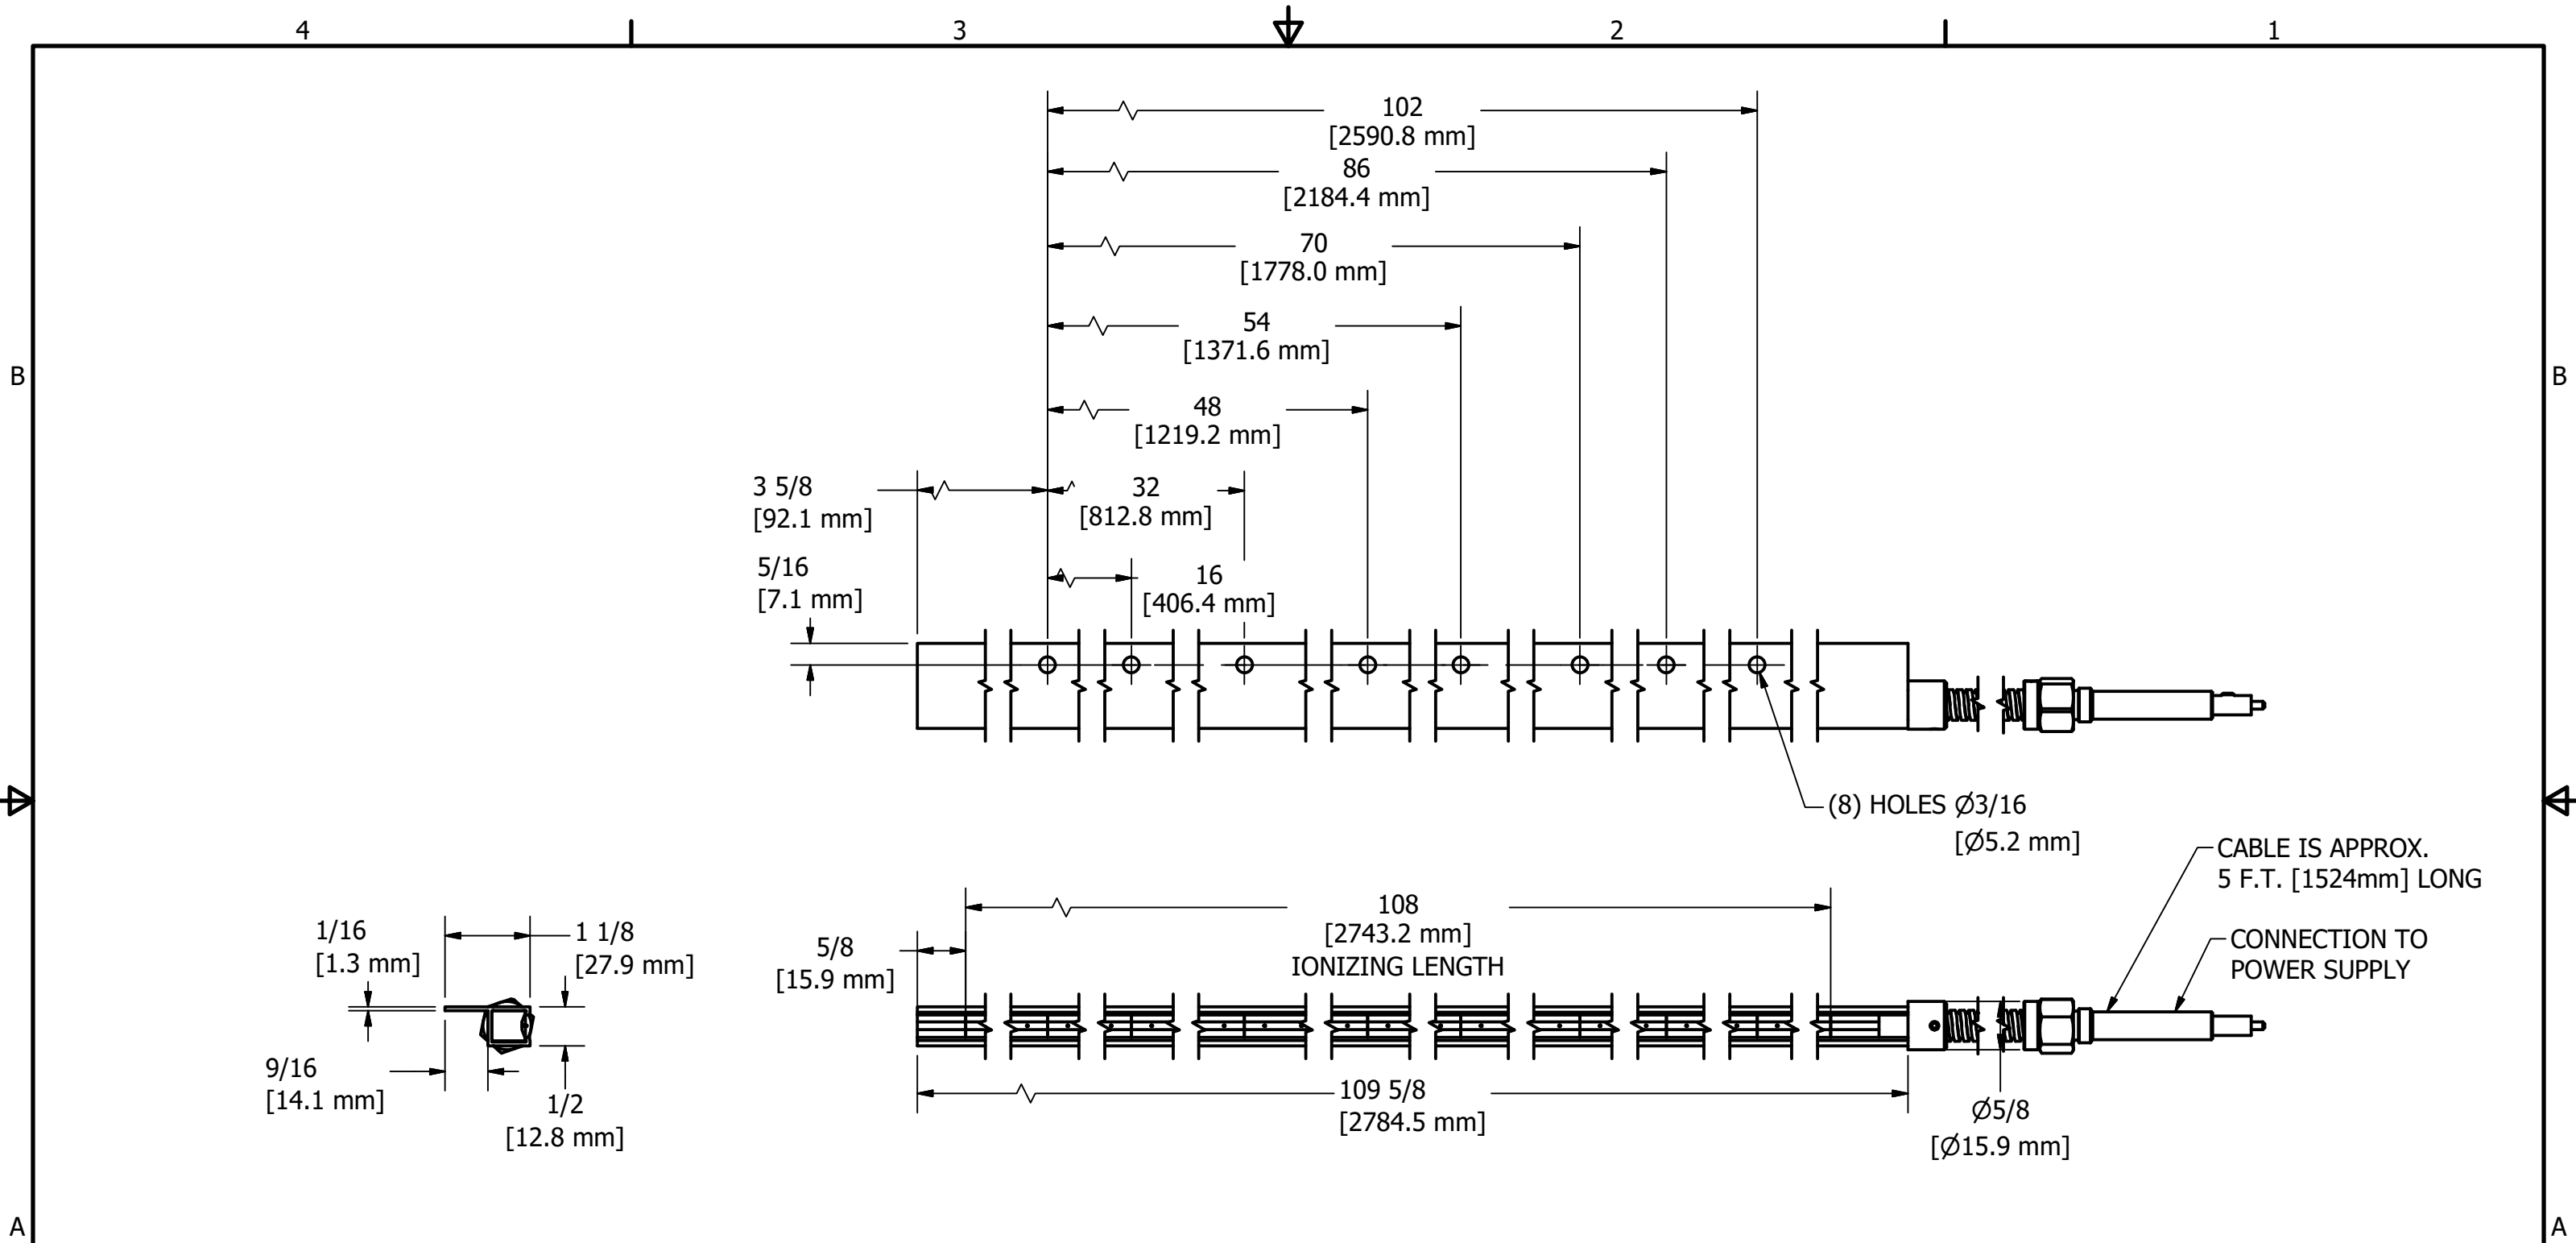 4 3 2 1
102
[2590.8 mm]
86
[2184.4 mm]
70
[1778.0 mm]
54
[1371.6 mm]
B B
48
[1219.2 mm]
3 5/8
[92.1 mm]
32
[812.8 mm]
5/16
[7.1 mm]
16
[406.4 mm]
(8) HOLES Ø3/16
[Ø5.2 mm]
CABLE IS APPROX.
5 F.T. [1524mm] LONG
CONNECTION TO
POWER SUPPLY
1/16
[1.3 mm]
1 1/8
[27.9 mm]
5/8
[15.9 mm]
108
[2743.2 mm]
IONIZING LENGTH
9/16
[14.1 mm]
1/2
[12.8 mm]
109 5/8
[2784.5 mm]
Ø5/8
[Ø15.9 mm]
A A